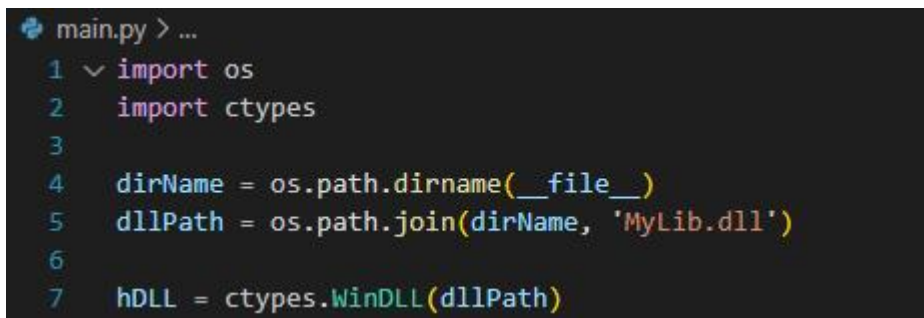 main.py > ...
1 import os
2 import ctypes
3
4 dirName = os.path.dirname(__file__)
5 dllPath = os.path.join(dirName, 'MyLib.dll')
6
7 hDLL = ctypes.WinDLL(dllPath)